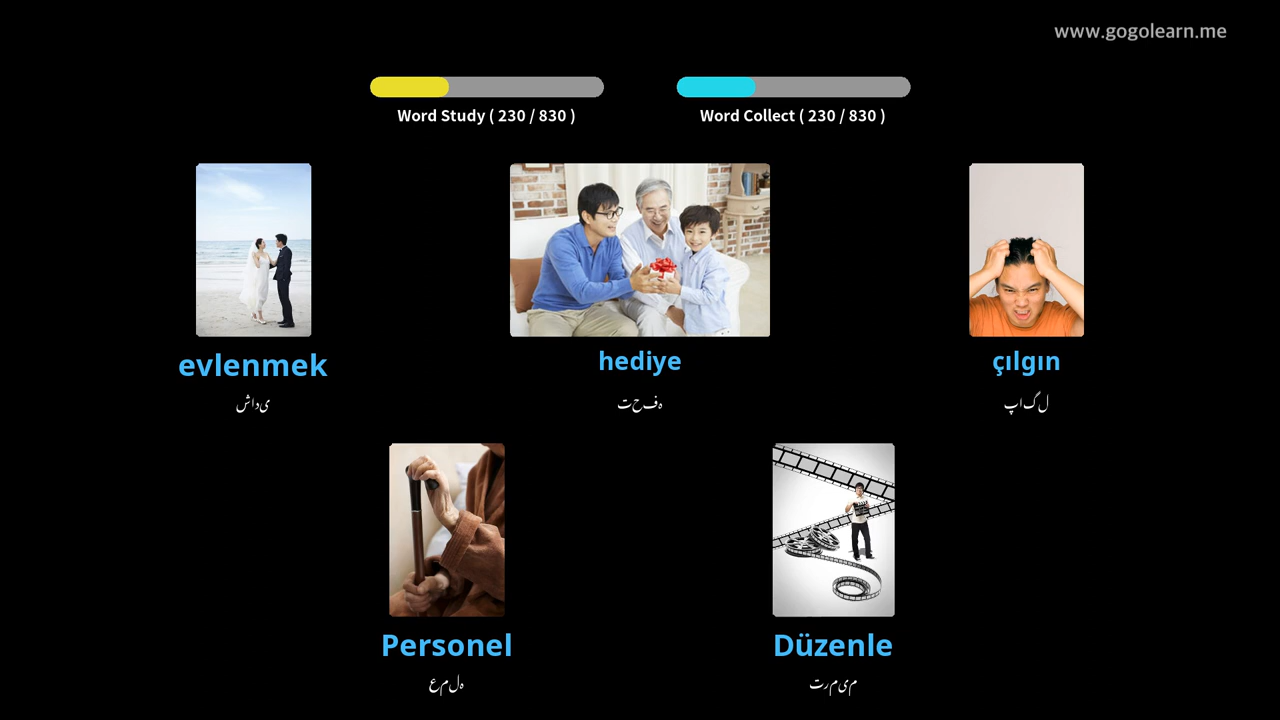 www.gogolearn.me
Word Study ( 230 / 830 )
Word Collect ( 230 / 830 )
evlenmek
شادی
hediye
تحفہ
çılgın
پاگل
Personel
عملہ
Düzenle
ترمیم